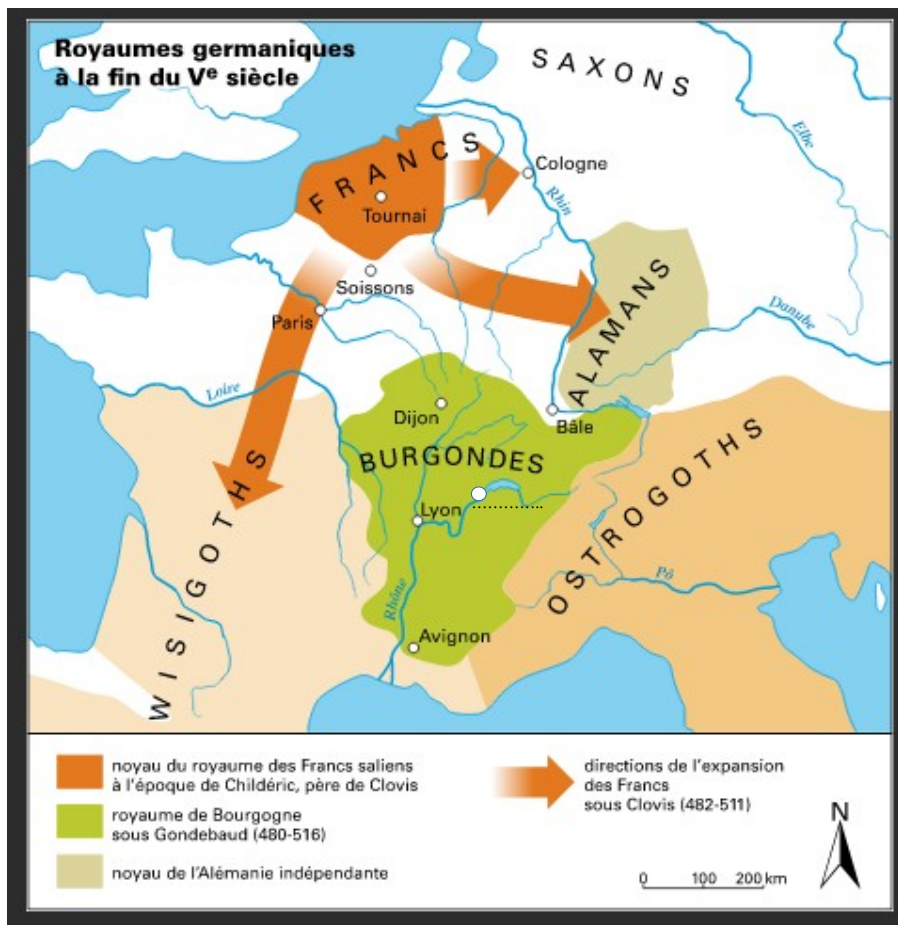 Royaumes germaniques
à la fin du Ve siècle
SAXONS
Elbe
FRANCS
Cologne
Tournai
Rhin
Soissons
ALAMANS
Paris
Danube
Loire
Dijon
Bâle
BURGONDES
WISIGOTHS
Lyon
..............
OSTROGOTHS
Pô
Rhône
Avignon
noyau du royaume des Francs saliens
à l'époque de Childéric, père de Clovis
royaume de Bourgogne
sous Gondebaud (480-516)
noyau de l'Alémanie indépendante
directions de l'expansion
des Francs
sous Clovis (482-511)
N
0 100 200 km